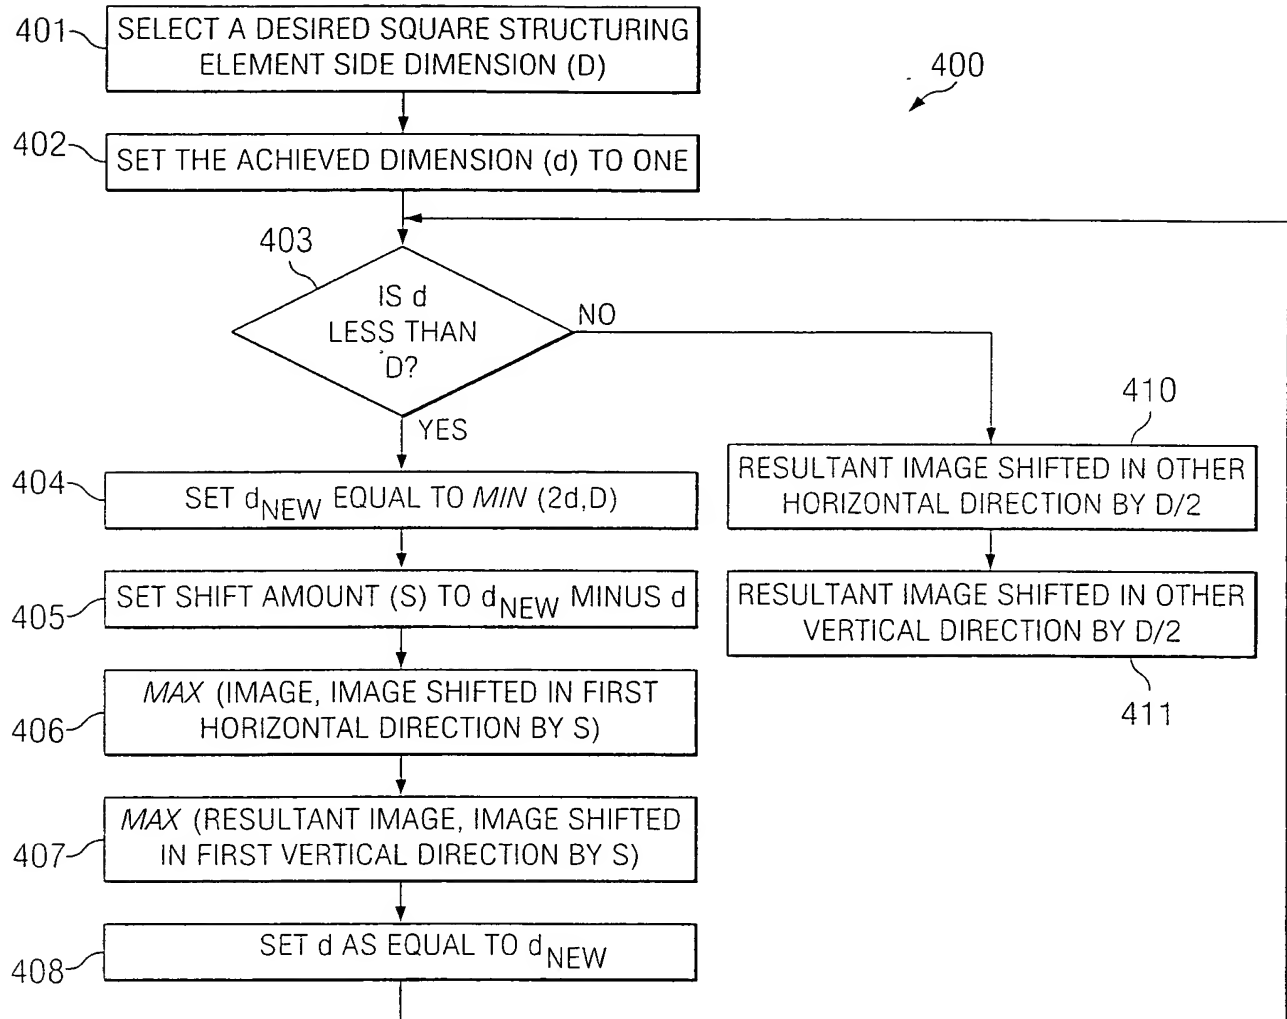 401
SELECT A DESIRED SQUARE STRUCTURING
ELEMENT SIDE DIMENSION (D)
400
402
SET THE ACHIEVED DIMENSION (d) TO ONE
403
IS d
LESS THAN
D?
NO
YES
404
SET dNEW EQUAL TO MIN (2d,D)
405
SET SHIFT AMOUNT (S) TO dNEW MINUS d
406
MAX (IMAGE, IMAGE SHIFTED IN FIRST
HORIZONTAL DIRECTION BY S)
407
MAX (RESULTANT IMAGE, IMAGE SHIFTED
IN FIRST VERTICAL DIRECTION BY S)
408
SET d AS EQUAL TO dNEW
410
RESULTANT IMAGE SHIFTED IN OTHER
HORIZONTAL DIRECTION BY D/2
RESULTANT IMAGE SHIFTED IN OTHER
VERTICAL DIRECTION BY D/2
411